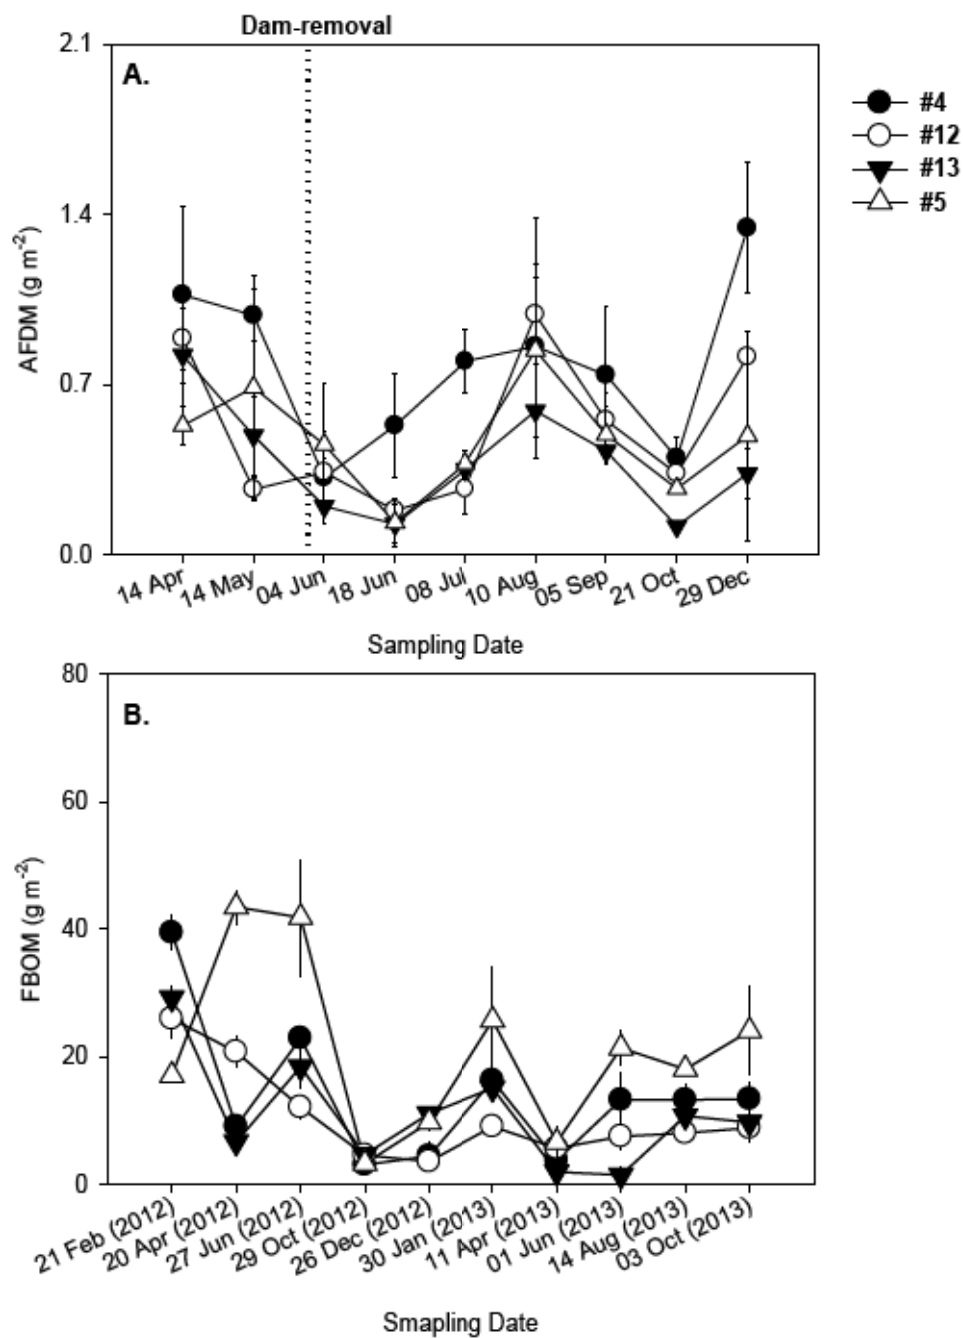 Dam-removal
2.1
A.
1.4
0.7
0.0
AFDM (g m-2)
14 Apr
14 May
04 Jun
18 Jun
08 Jul
10 Aug
05 Sep
21 Oct
29 Dec
Sampling Date
#4
#12
#13
#5
80
B.
60
40
20
0
FBOM (g m-2)
21 Feb (2012)
20 Apr (2012)
27 Jun (2012)
29 Oct (2012)
26 Dec (2012)
30 Jan (2013)
11 Apr (2013)
01 Jun (2013)
14 Aug (2013)
03 Oct (2013)
Smapling Date